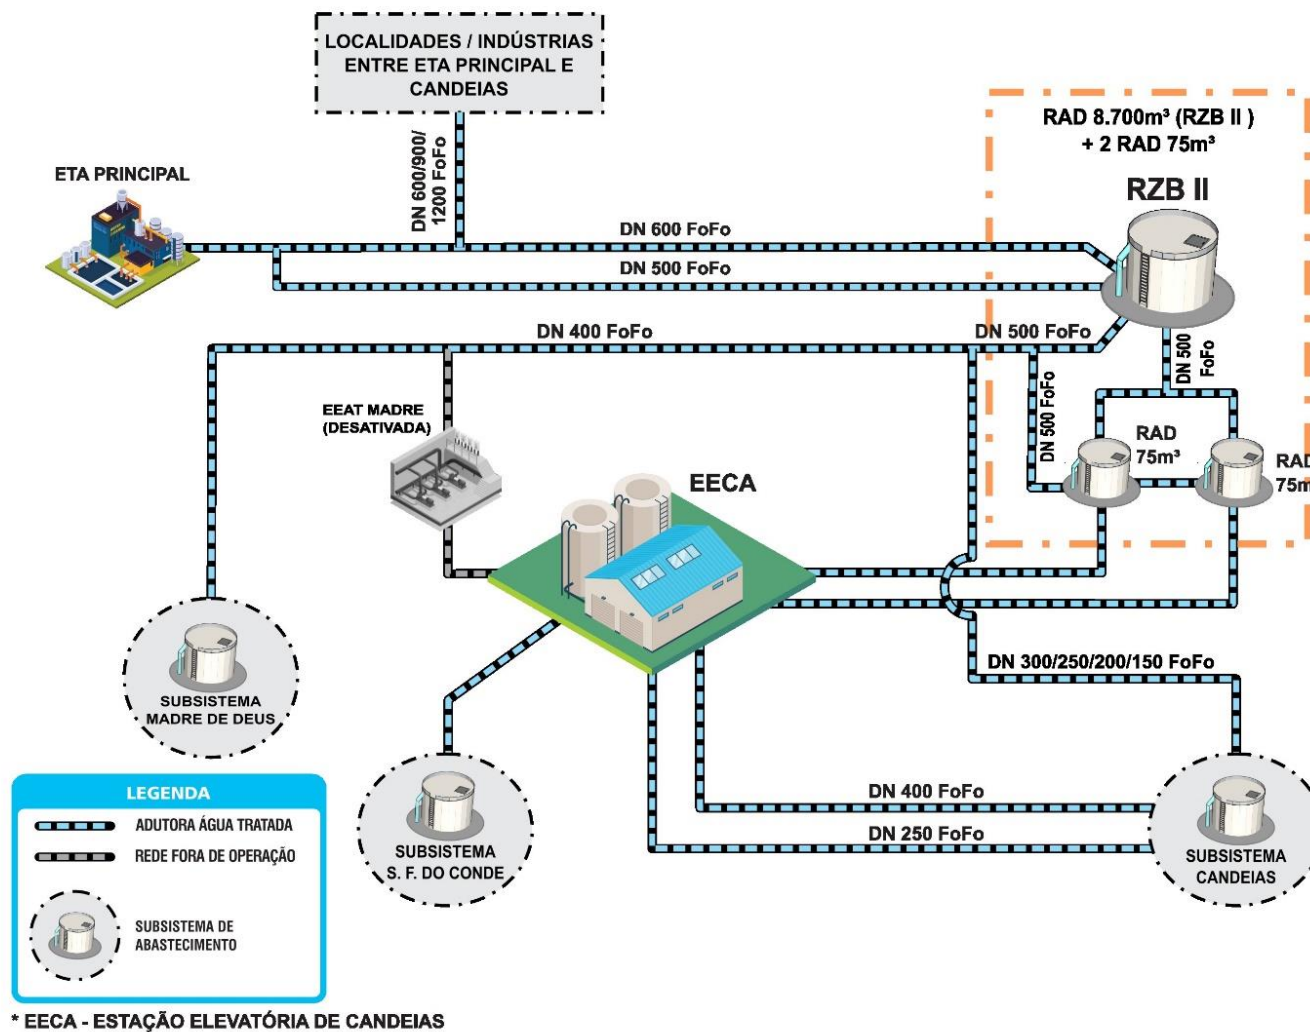 LOCALIDADES / INDÚSTRIAS
ENTRE ETA PRINCIPAL E
CANDEIAS
RAD 8.700m³ (RZB II )
+ 2 RAD 75m³
RZB II
ETA PRINCIPAL
DN 600/900/
1200 FoFo
DN 600 FoFo
DN 500 FoFo
DN 400 FoFo
DN 500 FoFo
DN 500
FoFo
DN 500 FoFo
EEAT MADRE
(DESATIVADA)
RAD
75m³
RAD
75m
EECA
DN 300/250/200/150 FoFo
SUBSISTEMA
MADRE DE DEUS
DN 400 FoFo
DN 250 FoFo
SUBSISTEMA
S. F. DO CONDE
SUBSISTEMA
CANDEIAS
LEGENDA
ADUTORA ÁGUA TRATADA
REDE FORA DE OPERAÇÃO
SUBSISTEMA DE
ABASTECIMENTO
* EECA - ESTAÇÃO ELEVATÓRIA DE CANDEIAS